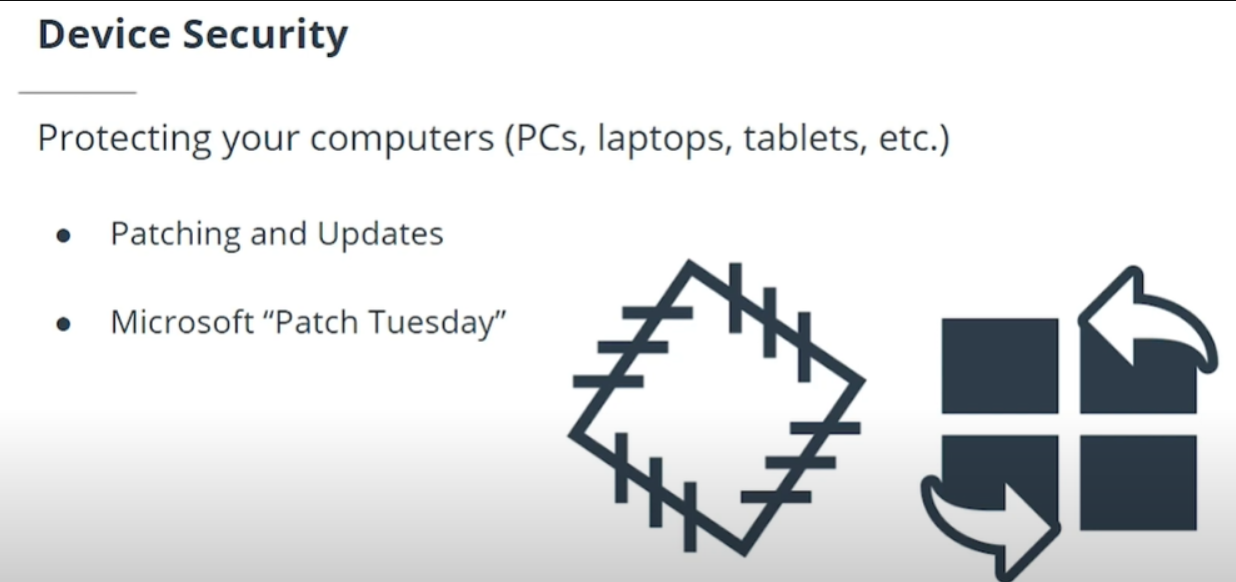 Device Security
Protecting your computers (PCs, laptops, tablets, etc.)
● Patching and Updates
● Microsoft “Patch Tuesday”